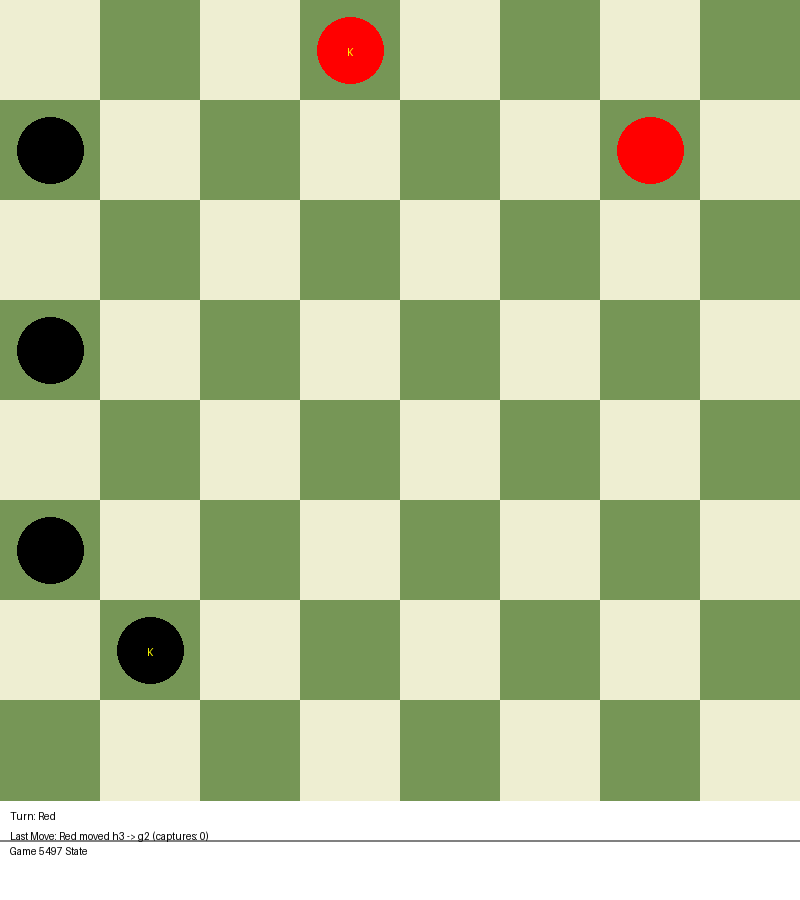 K
K
Turn: Red
Last Move: Red moved h3 -> g2 (captures: 0)
Game 5497 State